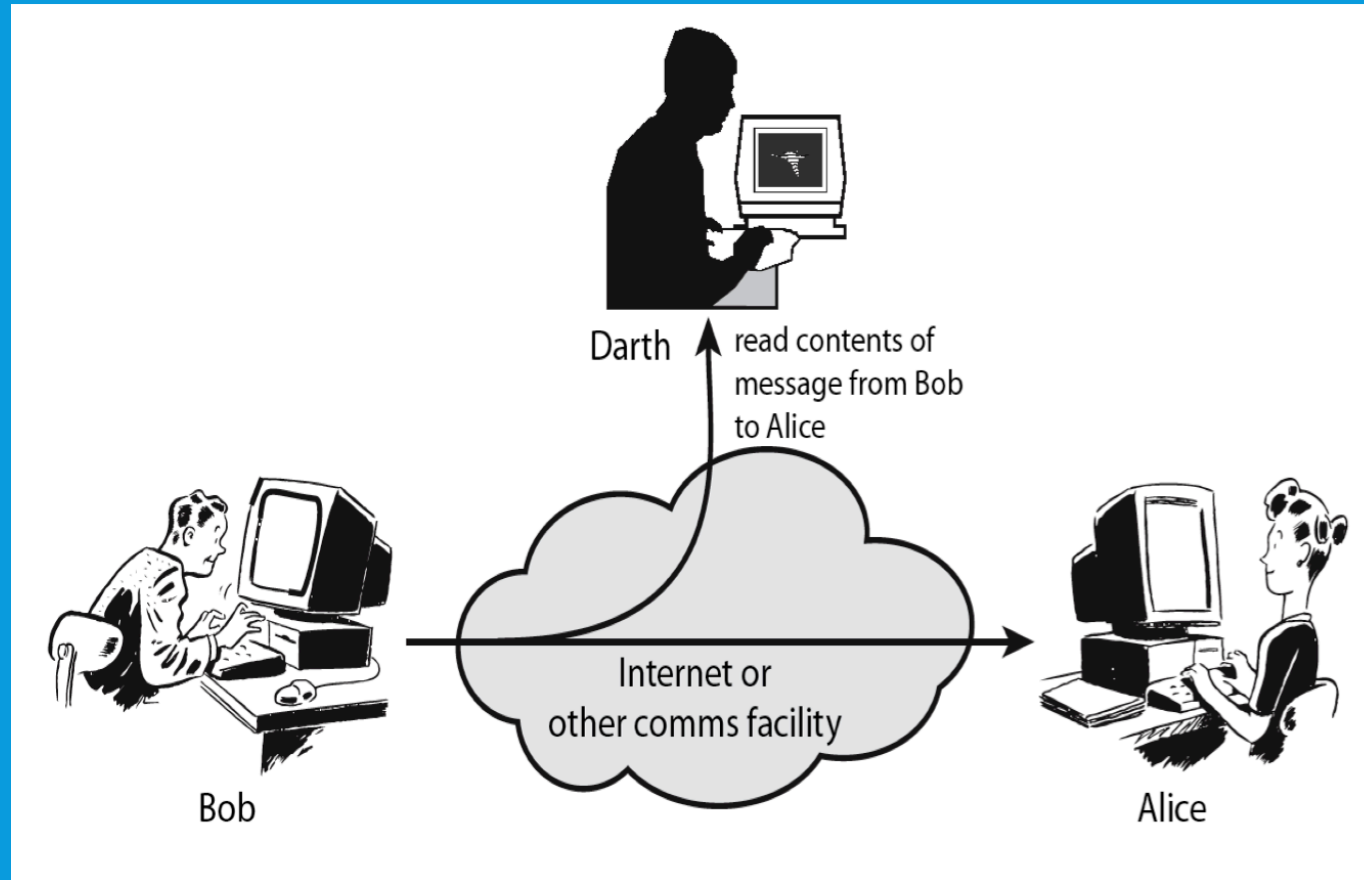 Darth
read contents of
message from Bob
to Alice
Internet or
other comms facility
Bob
Alice